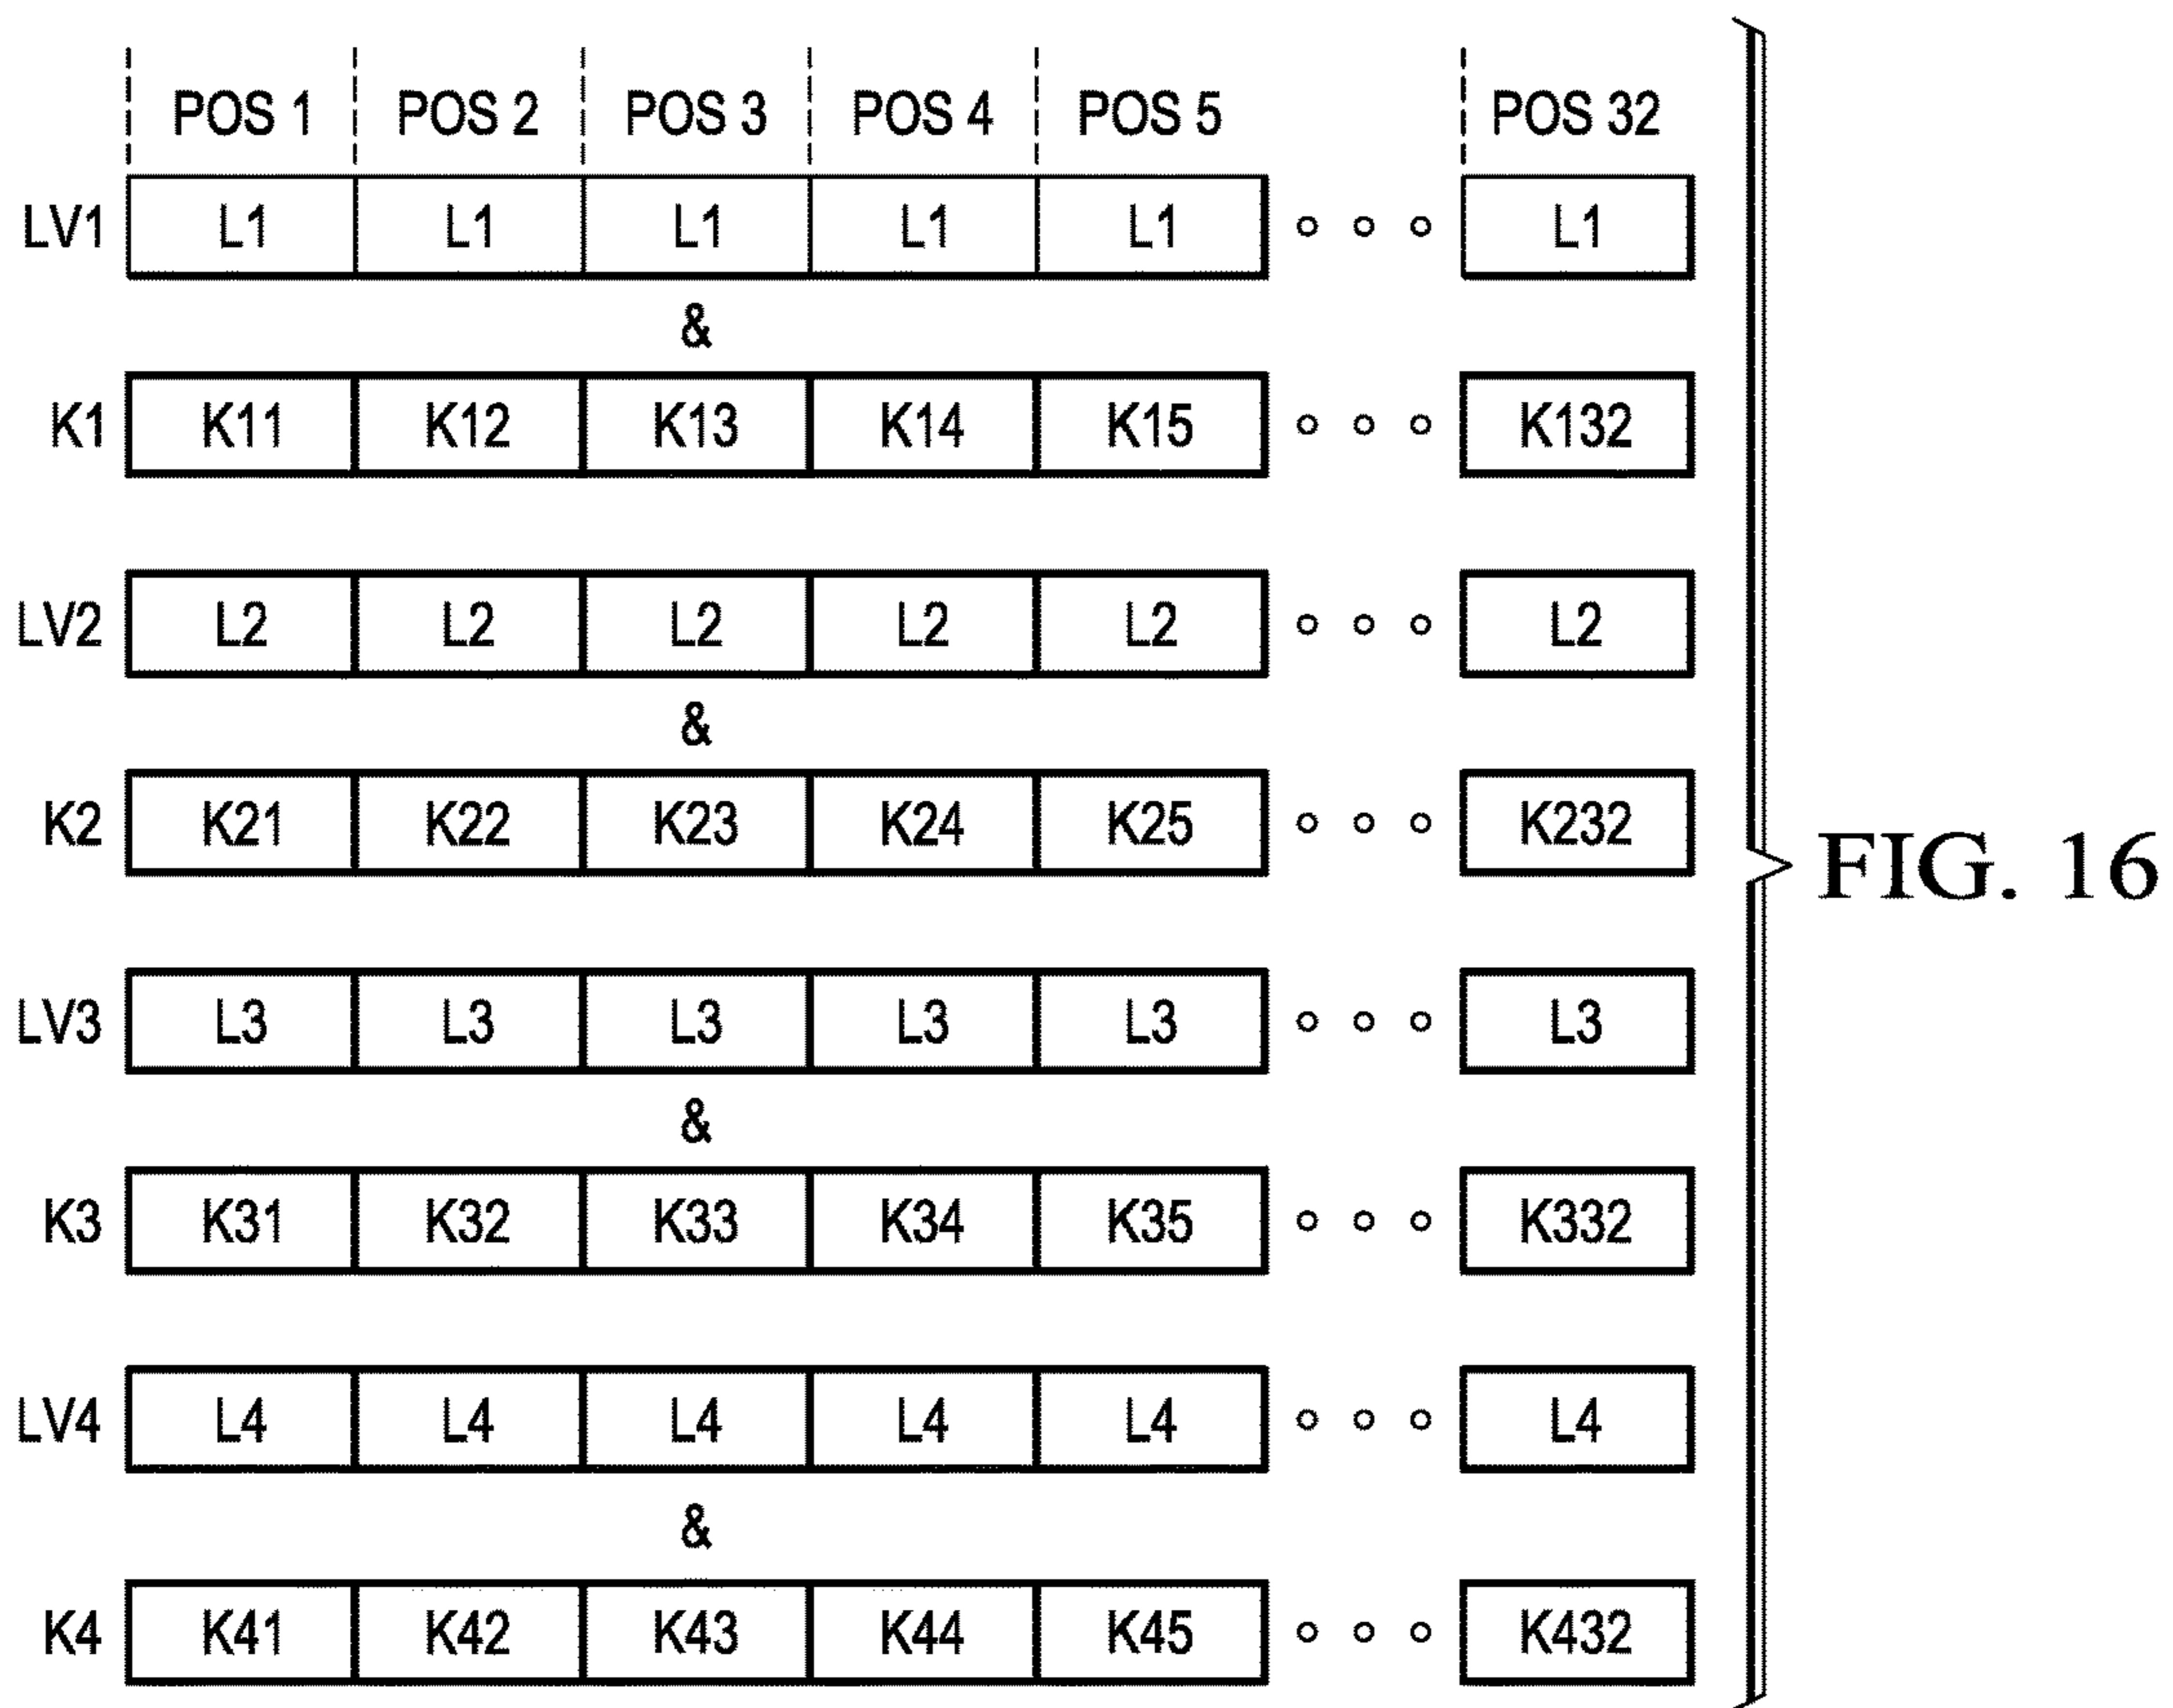 POS 1 POS 2 POS 3 POS 4 POS 5 POS 32
LV1 L1 L1 L1 L1 L1 L1
&
K1 K11 K12 K13 K14 K15 K132
LV2 L2 L2 L2 L2 L2 L2
&
K2 K21 K22 K23 K24 K25 K232
FIG. 16
LV3 L3 L3 L3 L3 L3 L3
&
K3 K31 K32 K33 K34 K35 K332
LV4 L4 L4 L4 L4 L4 L4
&
K4 K41 K42 K43 K44 K45 K432